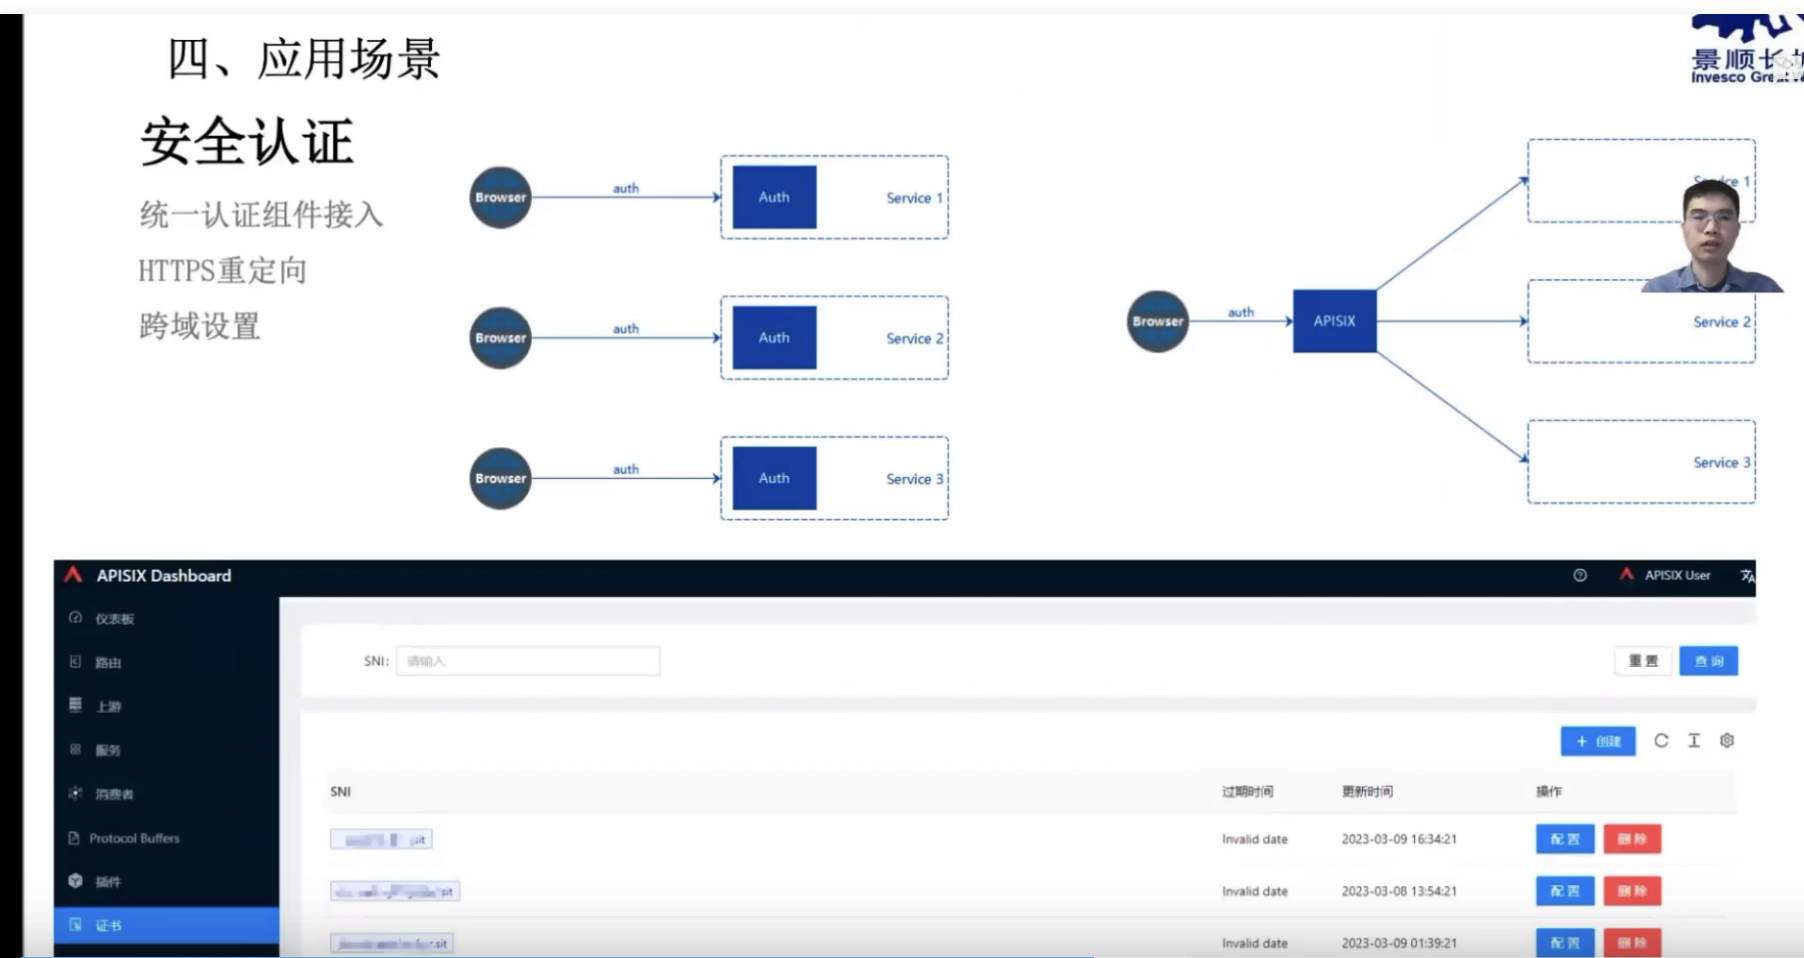 四、应用场景
景顺长城
Invesco Great
安全认证
统一认证组件接入
HTTPS重定向
跨域设置
Browser
auth
Auth
Service 1
Browser
auth
Auth
Service 2
Browser
auth
Auth
Service 3
Browser
auth
APISIX
Service 1
Service 2
Service 3
APISIX Dashboard
APISIX User
仪表板
路由
上游
服务
消费者
Protocol Buffers
插件
证书
SNI: 请输入
重置 查询
+ 创建
SNI 过期时间 更新时间 操作
sit Invalid date 2023-03-09 16:34:21 配置 删除
sit Invalid date 2023-03-08 13:54:21 配置 删除
.sit Invalid date 2023-03-09 01:39:21 配置 删除